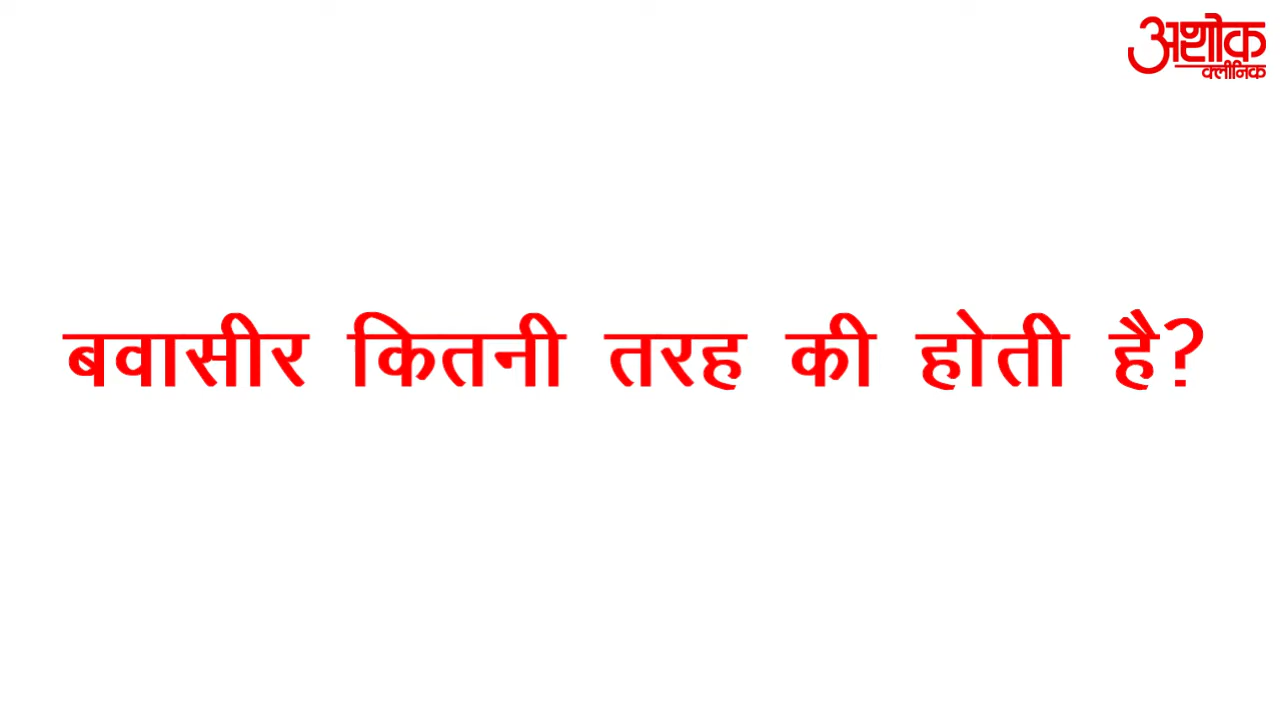 अशोक
क्लीनिक
बवासीर कितनी तरह की होती है?